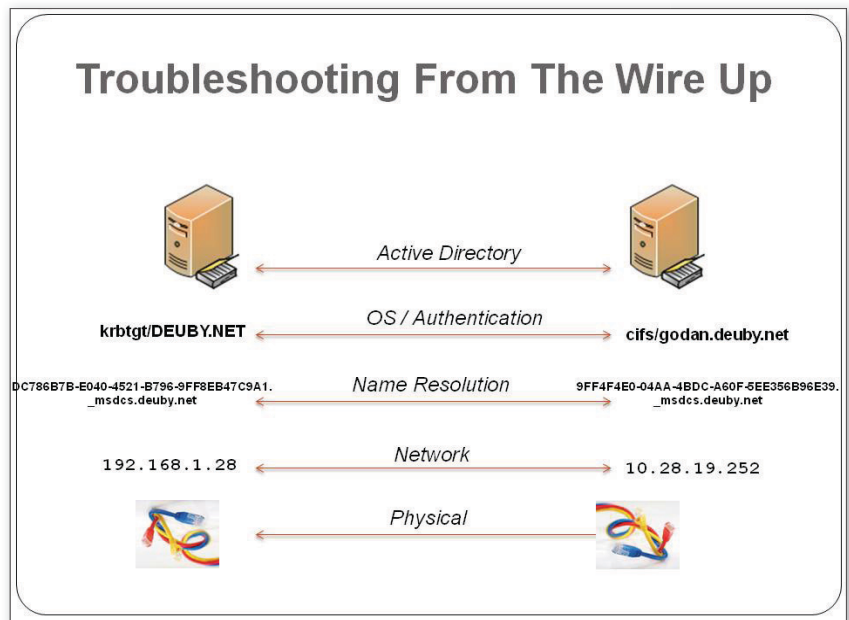 Troubleshooting From The Wire Up
Active Directory
krbtgt/DEUBY.NET
OS / Authentication
cifs/godan.deuby.net
DC786B7B-E040-4521-B796-9FF8EB47C9A1.
_msdcs.deuby.net
Name Resolution
9FF4F4E0-04AA-4BDC-A60F-5EE356B96E39.
_msdcs.deuby.net
192.168.1.28
Network
10.28.19.252
Physical